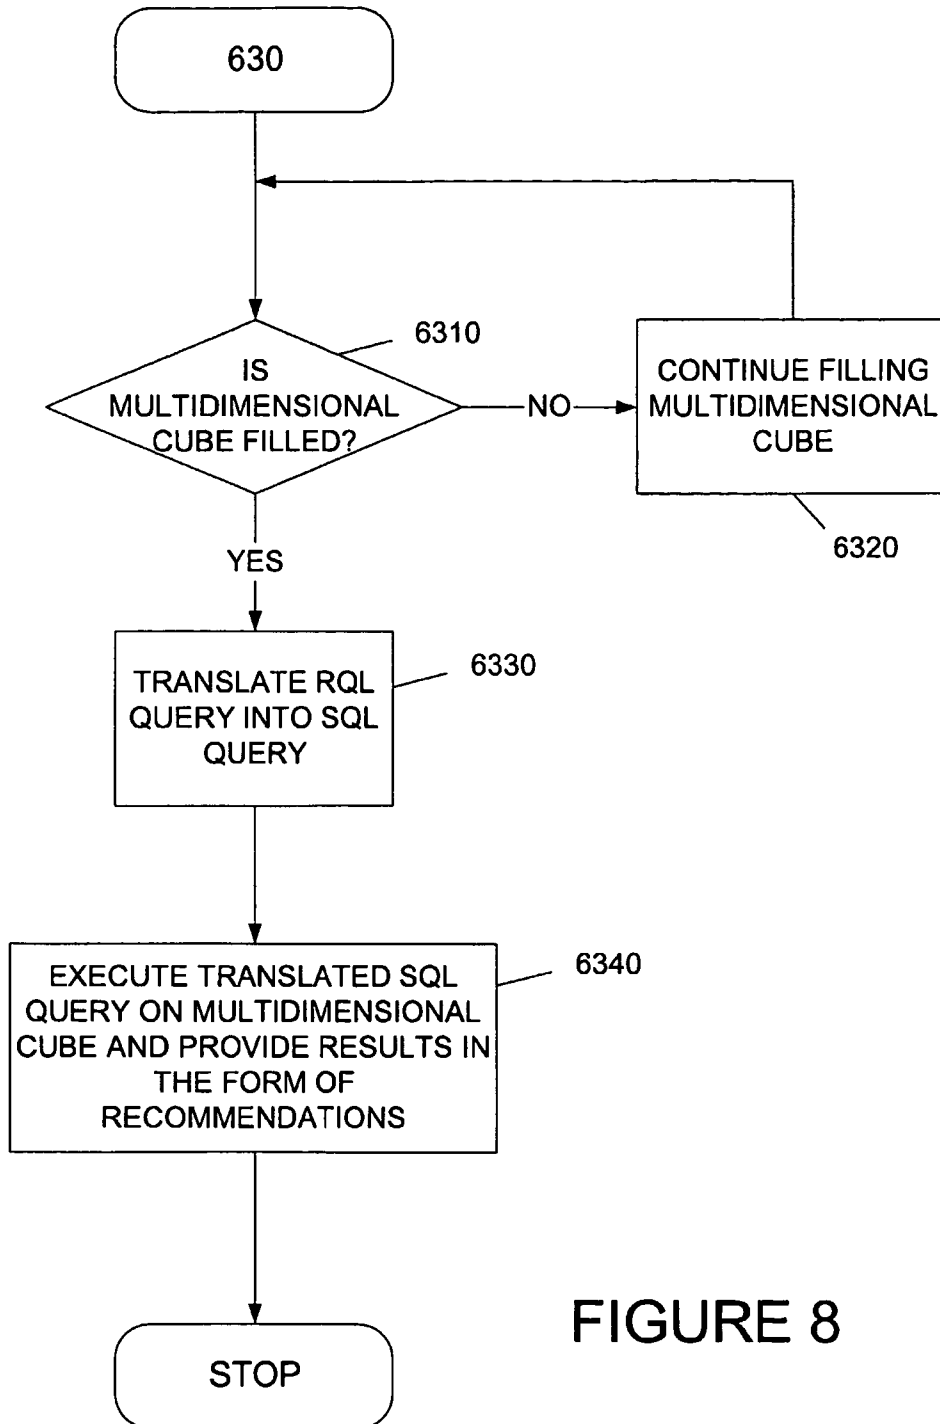 630
6310
IS
MULTIDIMENSIONAL
CUBE FILLED?
NO
CONTINUE FILLING
MULTIDIMENSIONAL
CUBE
6320
YES
6330
TRANSLATE RQL
QUERY INTO SQL
QUERY
6340
EXECUTE TRANSLATED SQL
QUERY ON MULTIDIMENSIONAL
CUBE AND PROVIDE RESULTS IN
THE FORM OF
RECOMMENDATIONS
STOP
FIGURE 8